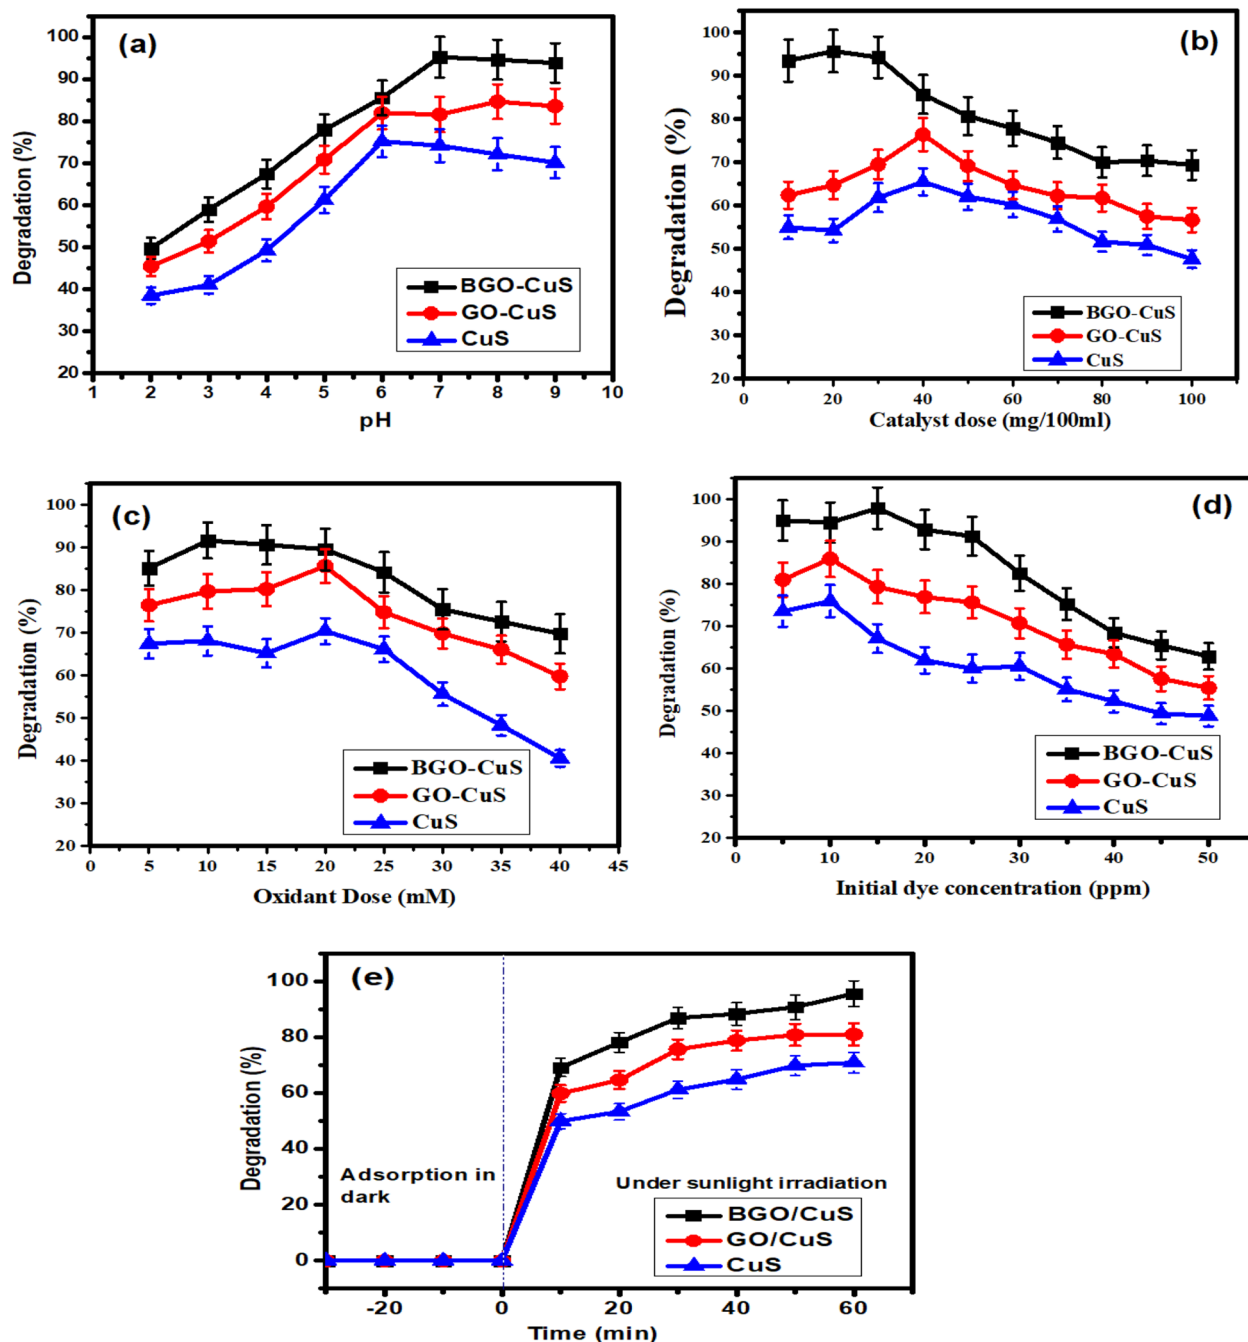 (a)
100
90
80
70
60
50
40
30
20
Degradation (%)
BGO-CuS
GO-CuS
CuS
1 2 3 4 5 6 7 8 9 10
pH
(b)
100
90
80
70
60
50
40
30
20
Degradation (%)
BGO-CuS
GO-CuS
CuS
0 20 40 60 80 100
Catalyst dose (mg/100ml)
(c)
100
90
80
70
60
50
40
30
20
Degradation (%)
BGO-CuS
GO-CuS
CuS
0 5 10 15 20 25 30 35 40 45
Oxidant Dose (mM)
(d)
100
90
80
70
60
50
40
30
20
Degradation (%)
BGO-CuS
GO-CuS
CuS
0 10 20 30 40 50
Initial dye concentration (ppm)
(e)
100
80
60
40
20
0
Degradation (%)
Adsorption in
dark
Under sunlight irradiation
BGO/CuS
GO/CuS
CuS
-20 0 20 40 60
Time (min)